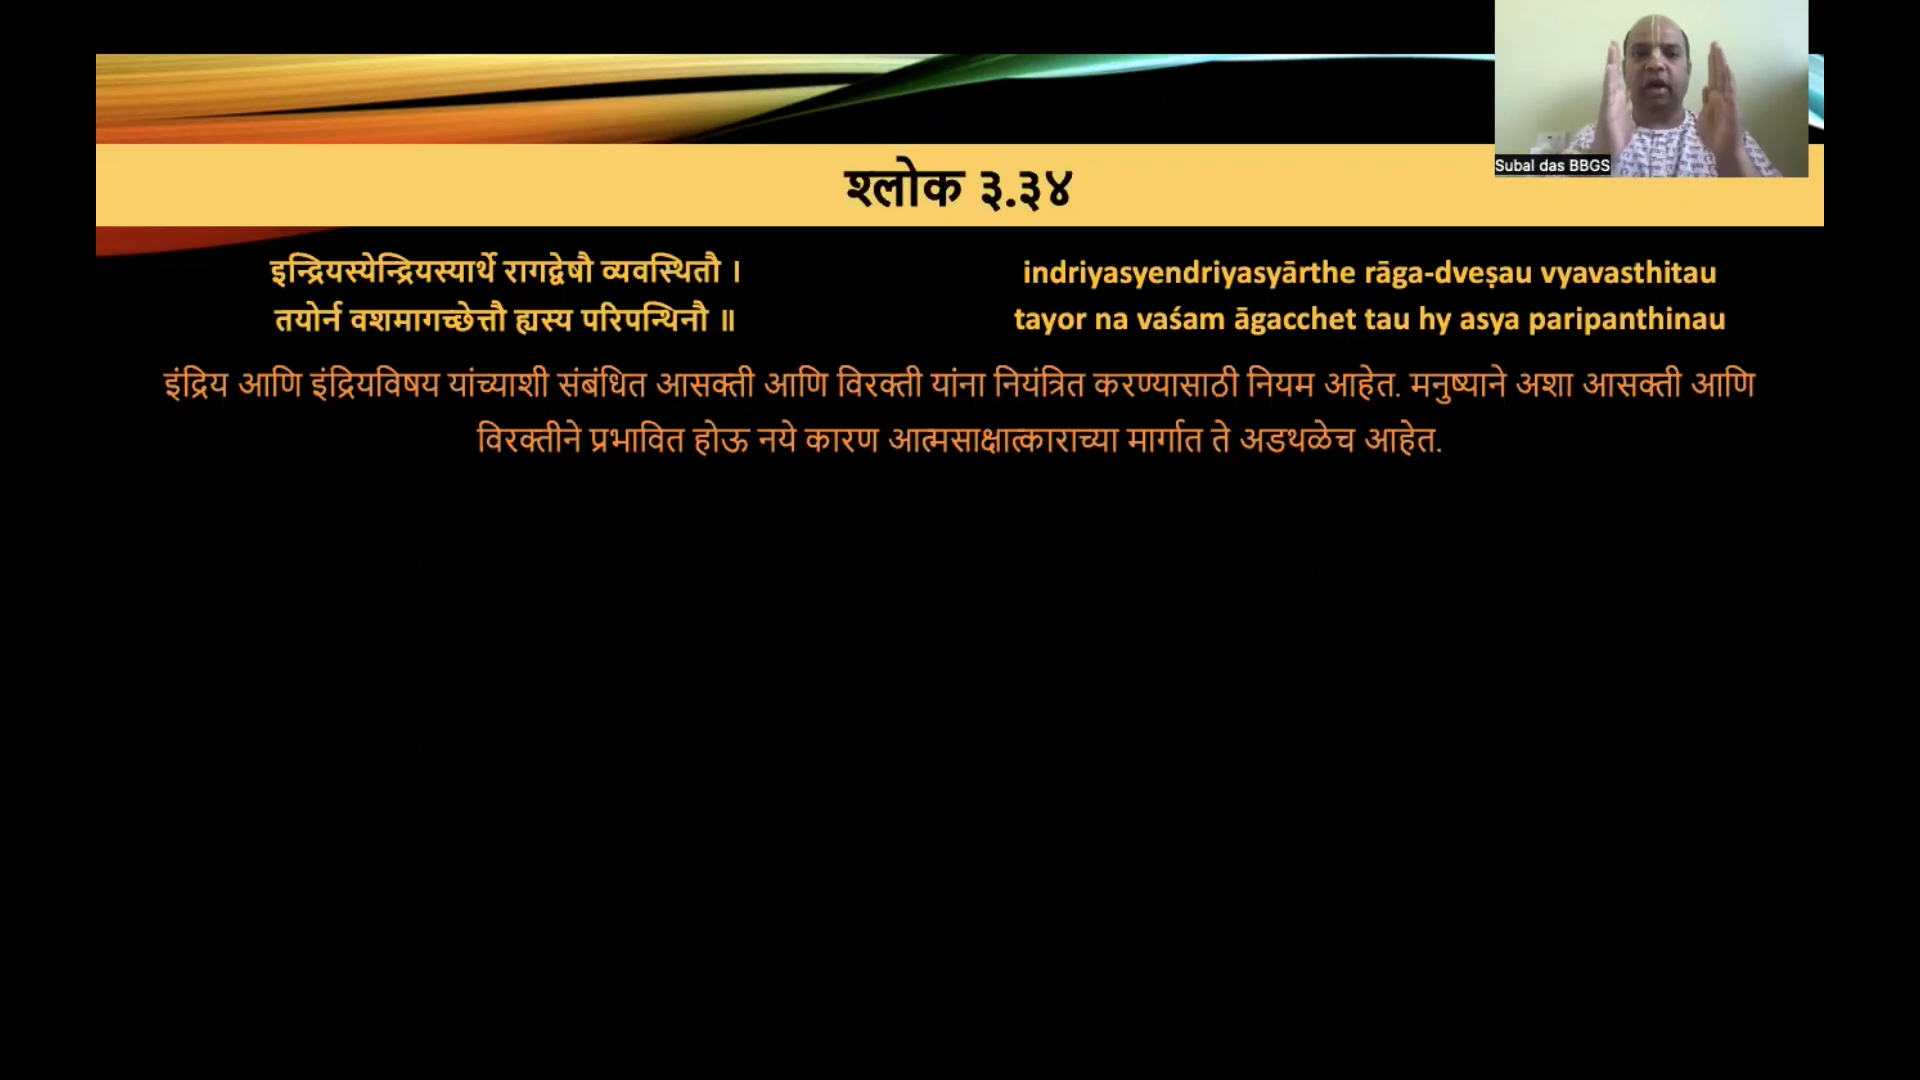 Subal das BBGS
श्लोक ३.३४
इन्द्रियस्येन्द्रियस्यार्थे रागद्वेषौ व्यवस्थितौ ।
तयोर्न वशमागच्छेत्तौ ह्यस्य परिपन्थिनौ ॥
indriyasyendriyasyārthe rāga-dveṣau vyavasthitau
tayor na vaśam āgacchet tau hy asya paripanthinau
इंद्रिय आणि इंद्रियविषय यांच्याशी संबंधित आसक्ती आणि विरक्ती यांना नियंत्रित करण्यासाठी नियम आहेत. मनुष्याने अशा आसक्ती आणि
विरक्तीने प्रभावित होऊ नये कारण आत्मसाक्षात्काराच्या मार्गात ते अडथळेच आहेत.